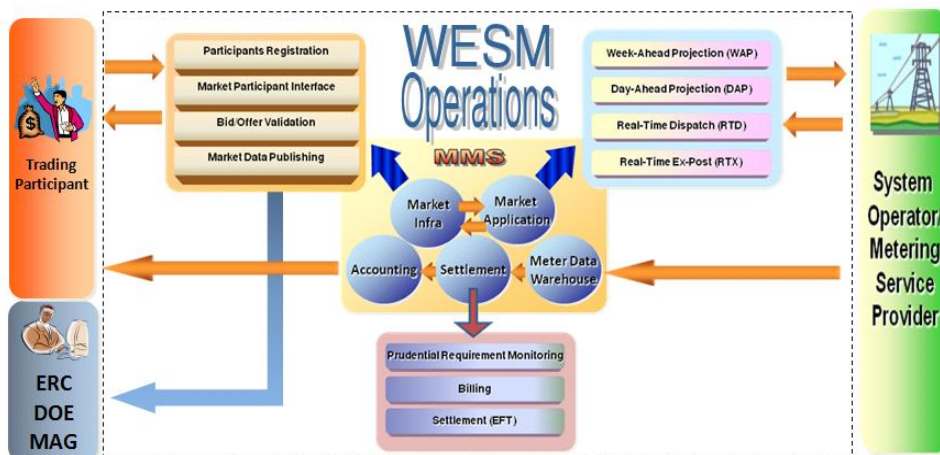 WESM
Operations
Participants Registration
Market Participant Interface
Bid/Offer Validation
Market Data Publishing
Week-Ahead Projection (WAP)
Day-Ahead Projection (DAP)
Real-Time Dispatch (RTD)
Real-Time Ex-Post (RTX)
$
Trading
Participant
MMS
Market
Infra
Market
Application
Accounting
Settlement
Meter Data
Warehouse
System
Operator/
Metering
Service
Provider
Prudential Requirement Monitoring
Billing
Settlement (EFT)
ERC
DOE
MAG